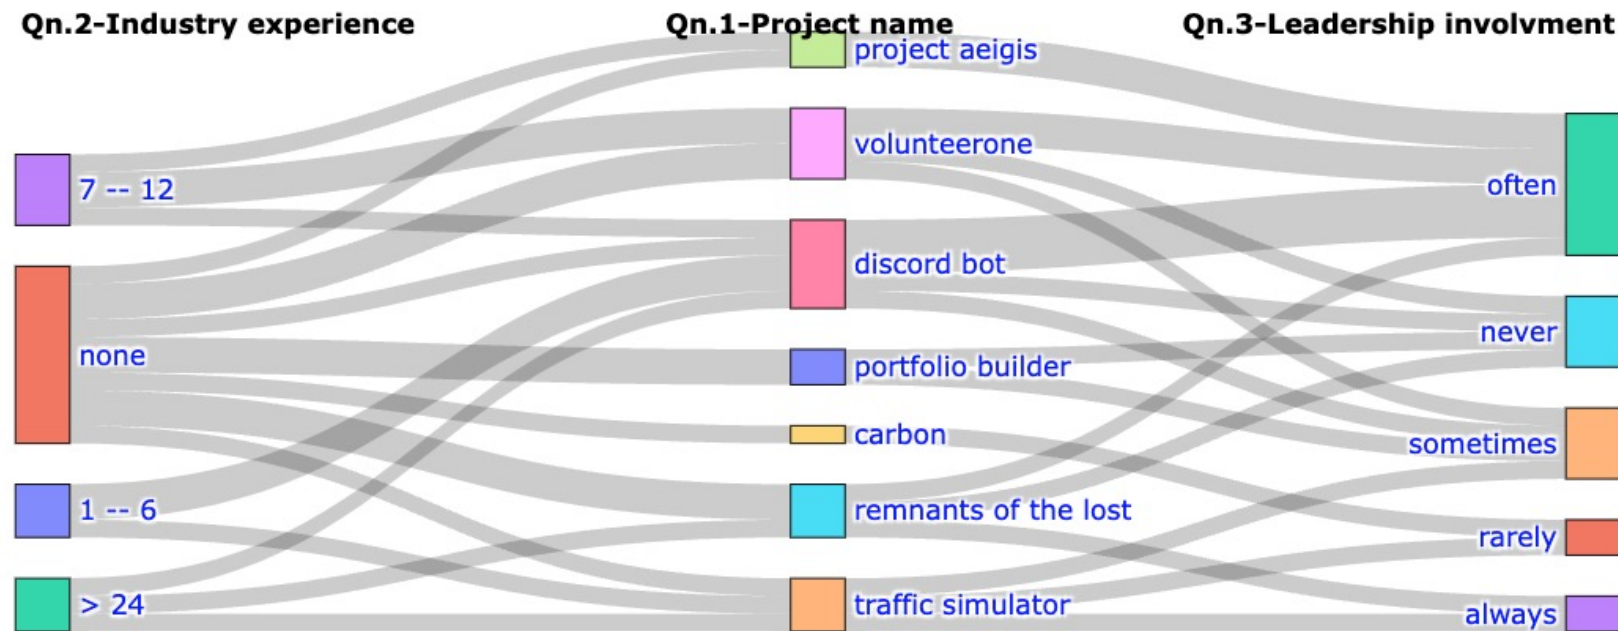 Qn.2-Industry experience
Qn.1-Project name
Qn.3-Leadership involvment
7 -- 12
none
1 -- 6
> 24
project aeigis
volunteerone
discord bot
portfolio builder
carbon
remnants of the lost
traffic simulator
often
never
sometimes
rarely
always